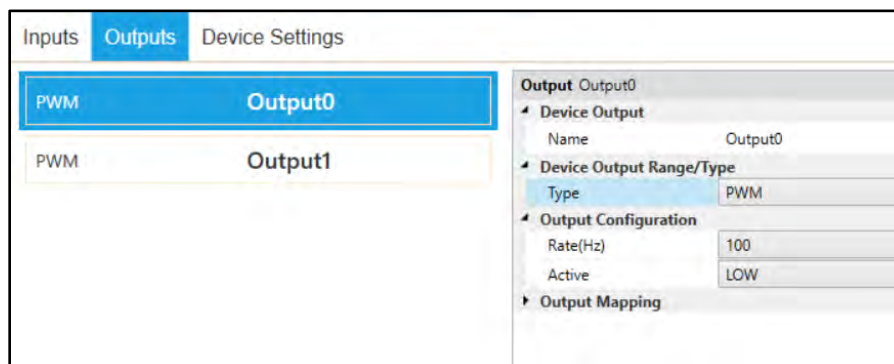 Inputs Outputs Device Settings
PWM Output0
PWM Output1
Output Output0
Device Output
Name Output0
Device Output Range/Type
Type PWM
Output Configuration
Rate(Hz) 100
Active LOW
Output Mapping